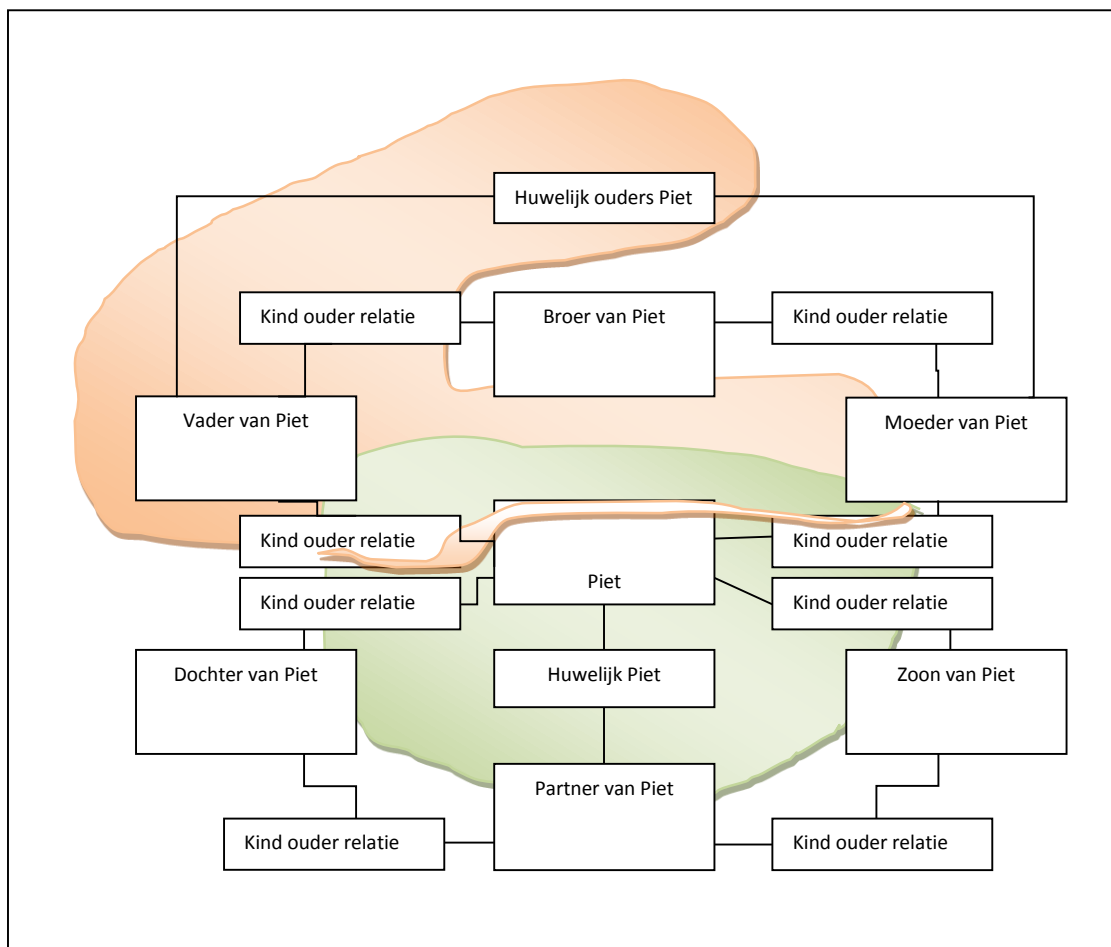 Huwelijk ouders Piet
Kind ouder relatie
Broer van Piet
Kind ouder relatie
Vader van Piet
Moeder van Piet
Kind ouder relatie
Kind ouder relatie
Piet
Kind ouder relatie
Kind ouder relatie
Dochter van Piet
Huwelijk Piet
Zoon van Piet
Partner van Piet
Kind ouder relatie
Kind ouder relatie